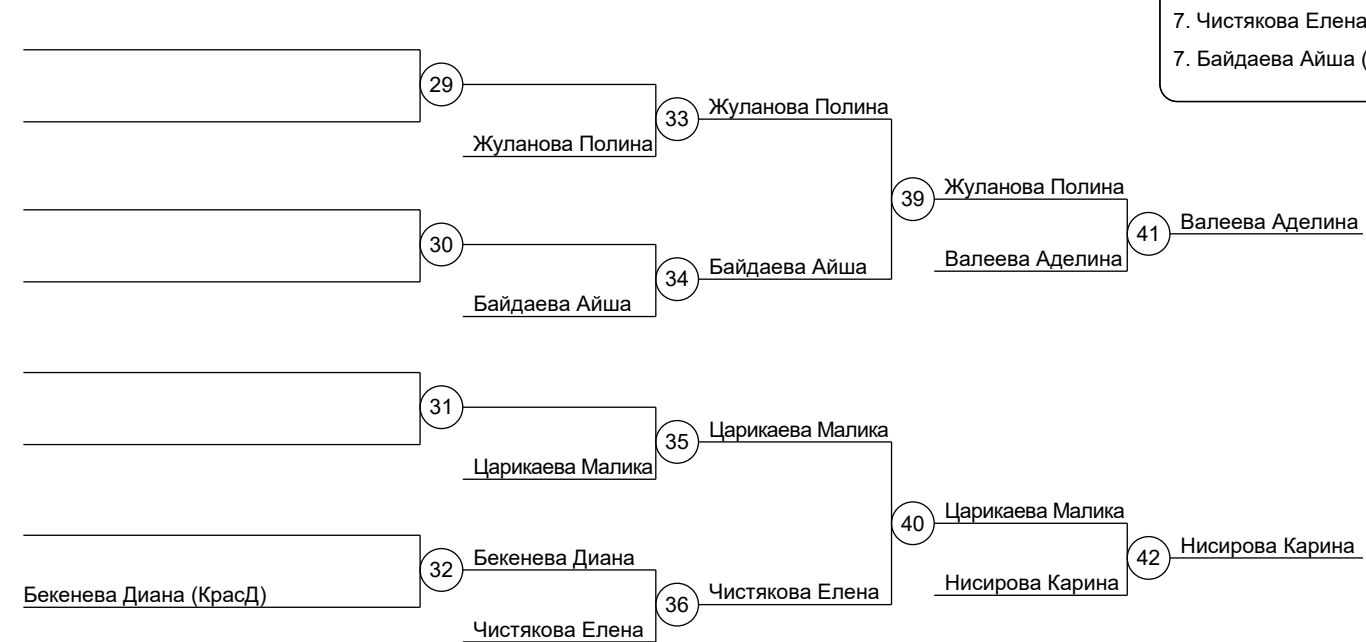 7. Чистякова Елена
7. Байдаева Айша (
29
33
Жуланова Полина
Жуланова Полина
39
Жуланова Полина
41
Валеева Аделина
Валеева Аделина
30
34
Байдаева Айша
Байдаева Айша
31
35
Царикаева Малика
Царикаева Малика
40
Царикаева Малика
42
Нисирова Карина
Нисирова Карина
32
Бекенева Диана
Бекенева Диана (КрасД)
36
Чистякова Елена
Чистякова Елена